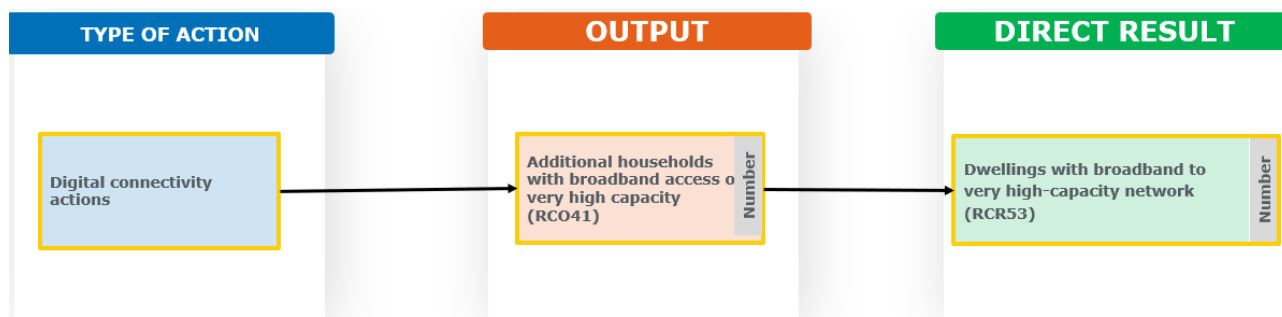 TYPE OF ACTION
OUTPUT
DIRECT RESULT
Digital connectivity
actions
Additional households
with broadband access o
very high capacity
(RCO41)
Number
Dwellings with broadband to
very high-capacity network
(RCR53)
Number